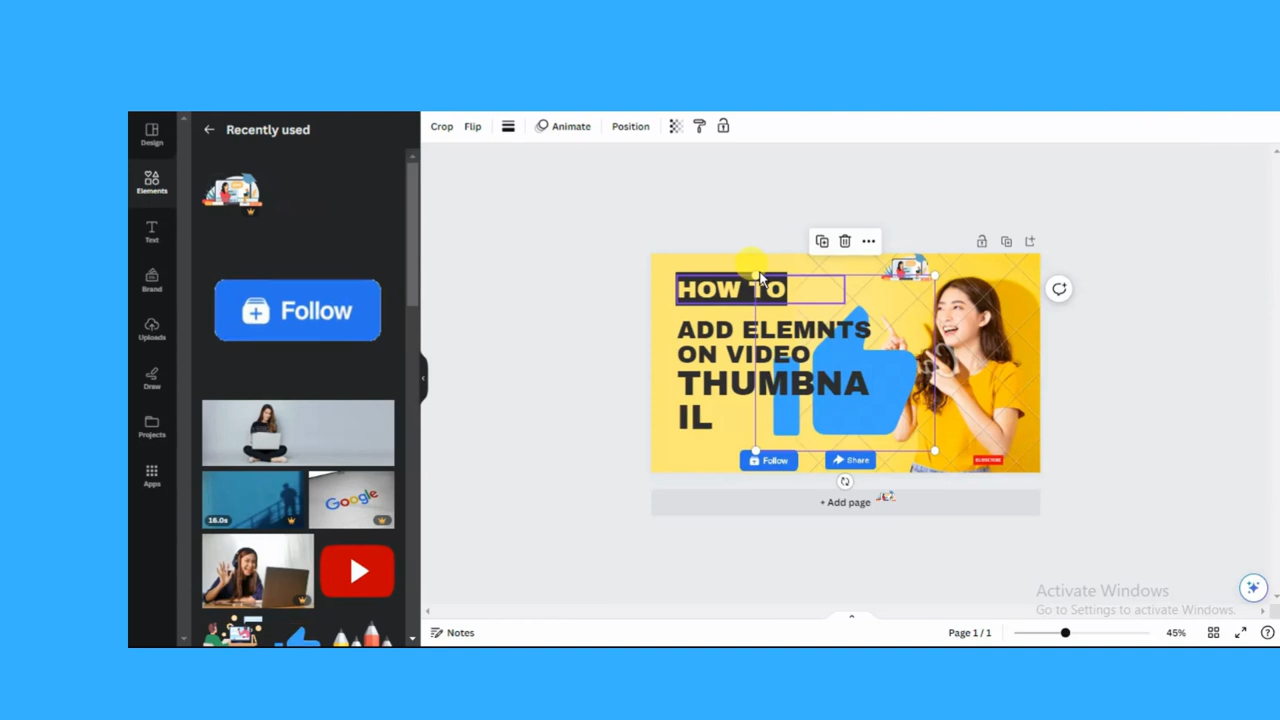 Design
Elements
Text
Brand
Uploads
Draw
Projects
Apps
Recently used
Follow
16.0s
Google
Crop Flip Animate Position
HOW TO
ADD ELEMNTS
ON VIDEO
THUMBNA
IL
Follow
Share
SUBSCRIBE
+ Add page
Activate Windows
Go to Settings to activate Windows.
Notes
Page 1 / 1
45%